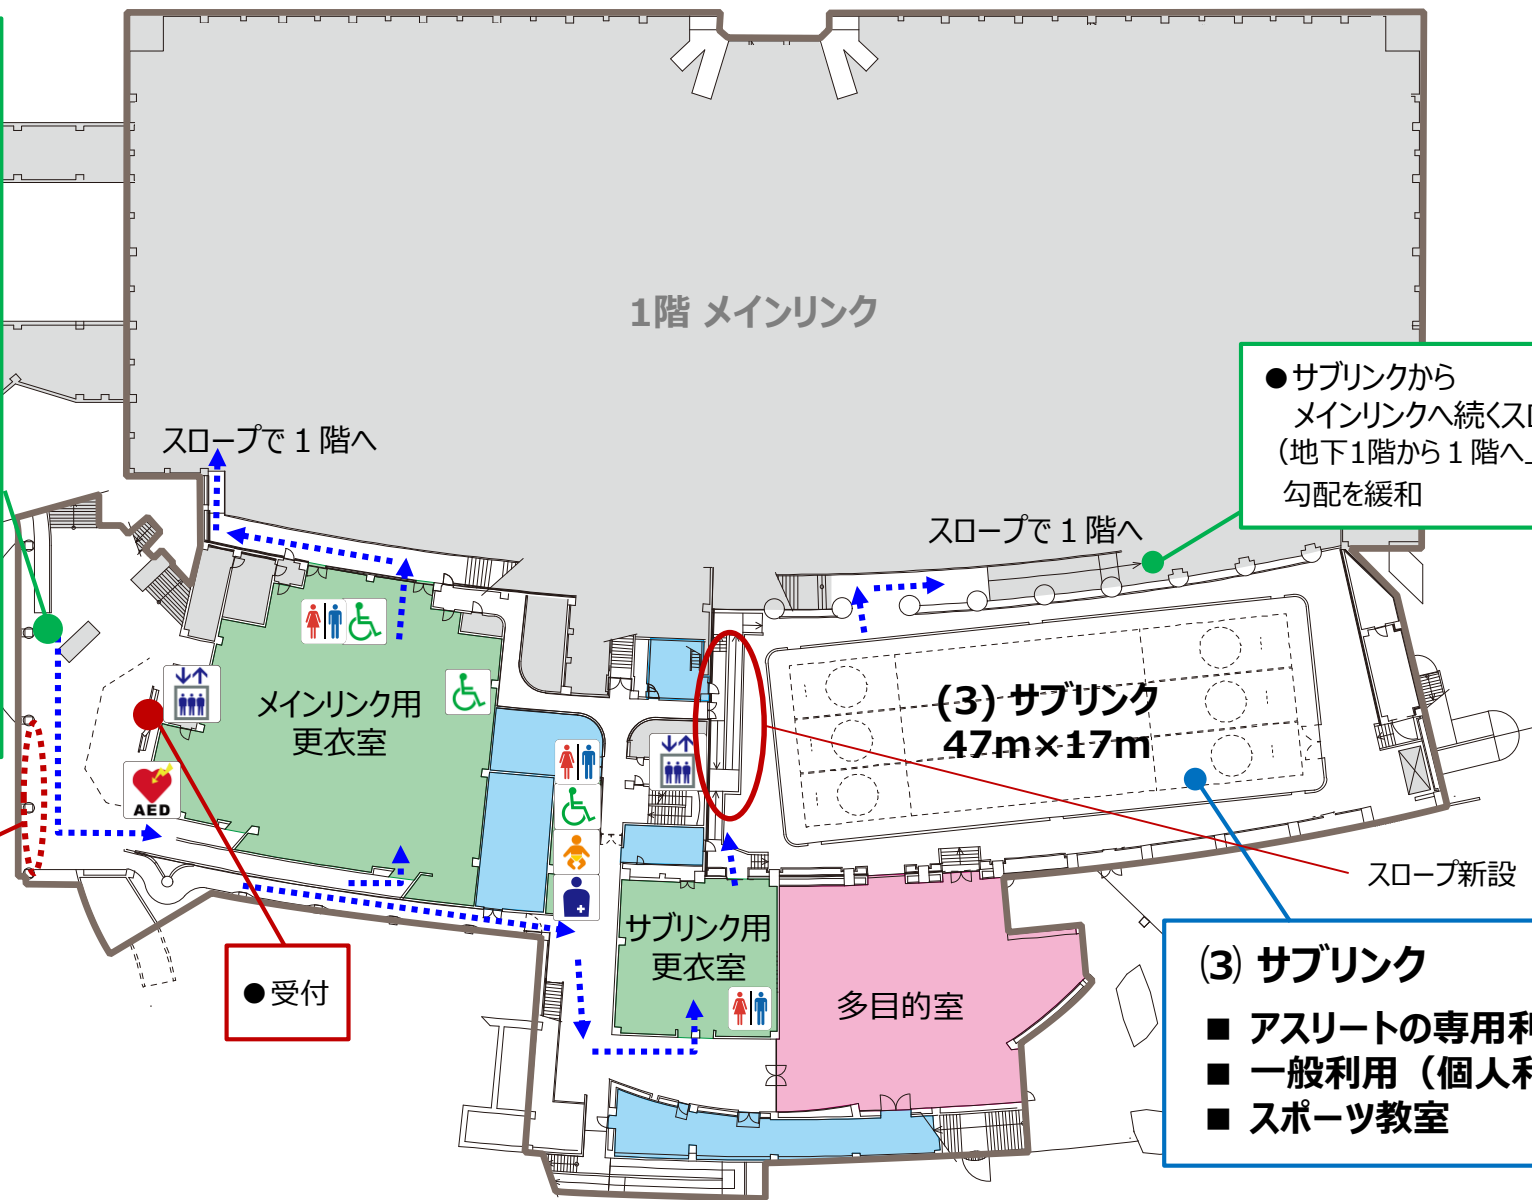 1階 メインリンク
●サブリンクから
メインリンクへ続くスロ
（地下1階から１階へ
勾配を緩和
スロープで１階へ
スロープで１階へ
メインリンク用
更衣室
(3) サブリンク
47m×17m
AED
スロープ新設
サブリンク用
更衣室
多目的室
●受付
⑶ サブリンク
■ アスリートの専用利
■ 一般利用（個人利
■ スポーツ教室